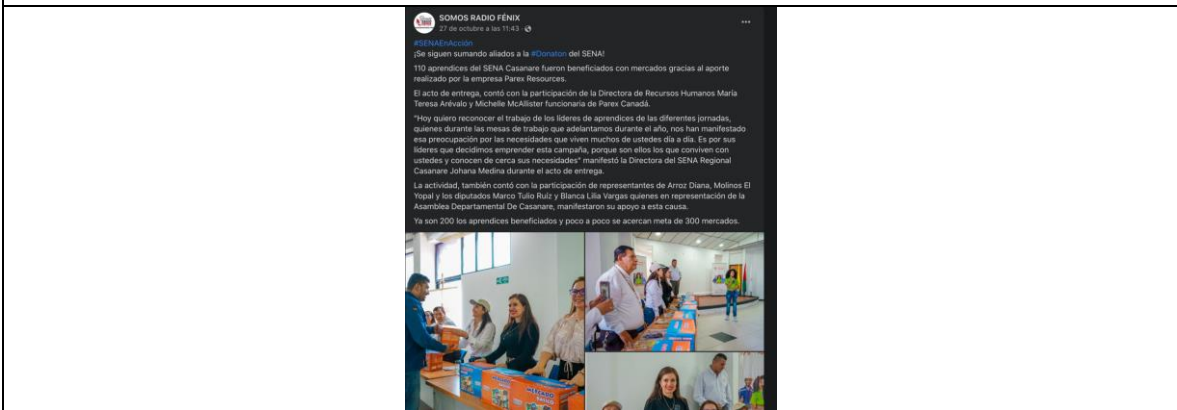 SOMOS RADIO FÉNIX
27 de octubre a las 11:43 ·
#SENAEnAcción
¡Se siguen sumando aliados a la #Donaton del SENA!
110 aprendices del SENA Casanare fueron beneficiados con mercados gracias al aporte
realizado por la empresa Parex Resources.
El acto de entrega, contó con la participación de la Directora de Recursos Humanos María
Teresa Arévalo y Michelle McAllister funcionaria de Parex Canadá.
"Hoy quiero reconocer el trabajo de los líderes de aprendices de las diferentes jornadas,
quienes durante las mesas de trabajo que adelantamos durante el año, nos han manifestado
esa preocupación por las necesidades que viven muchos de ustedes día a día. Es por sus
líderes que decidimos emprender esta campaña, porque son ellos los que conviven con
ustedes y conocen de cerca sus necesidades" manifestó la Directora del SENA Regional
Casanare Johana Medina durante el acto de entrega.
La actividad, también contó con la participación de representantes de Arroz Diana, Molinos El
Yopal y los diputados Marco Tulio Ruiz y Blanca Lilia Vargas quienes en representación de la
Asamblea Departamental De Casanare, manifestaron su apoyo a esta causa.
Ya son 200 los aprendices beneficiados y poco a poco se acercan meta de 300 mercados.
MERCADO
MERCADO